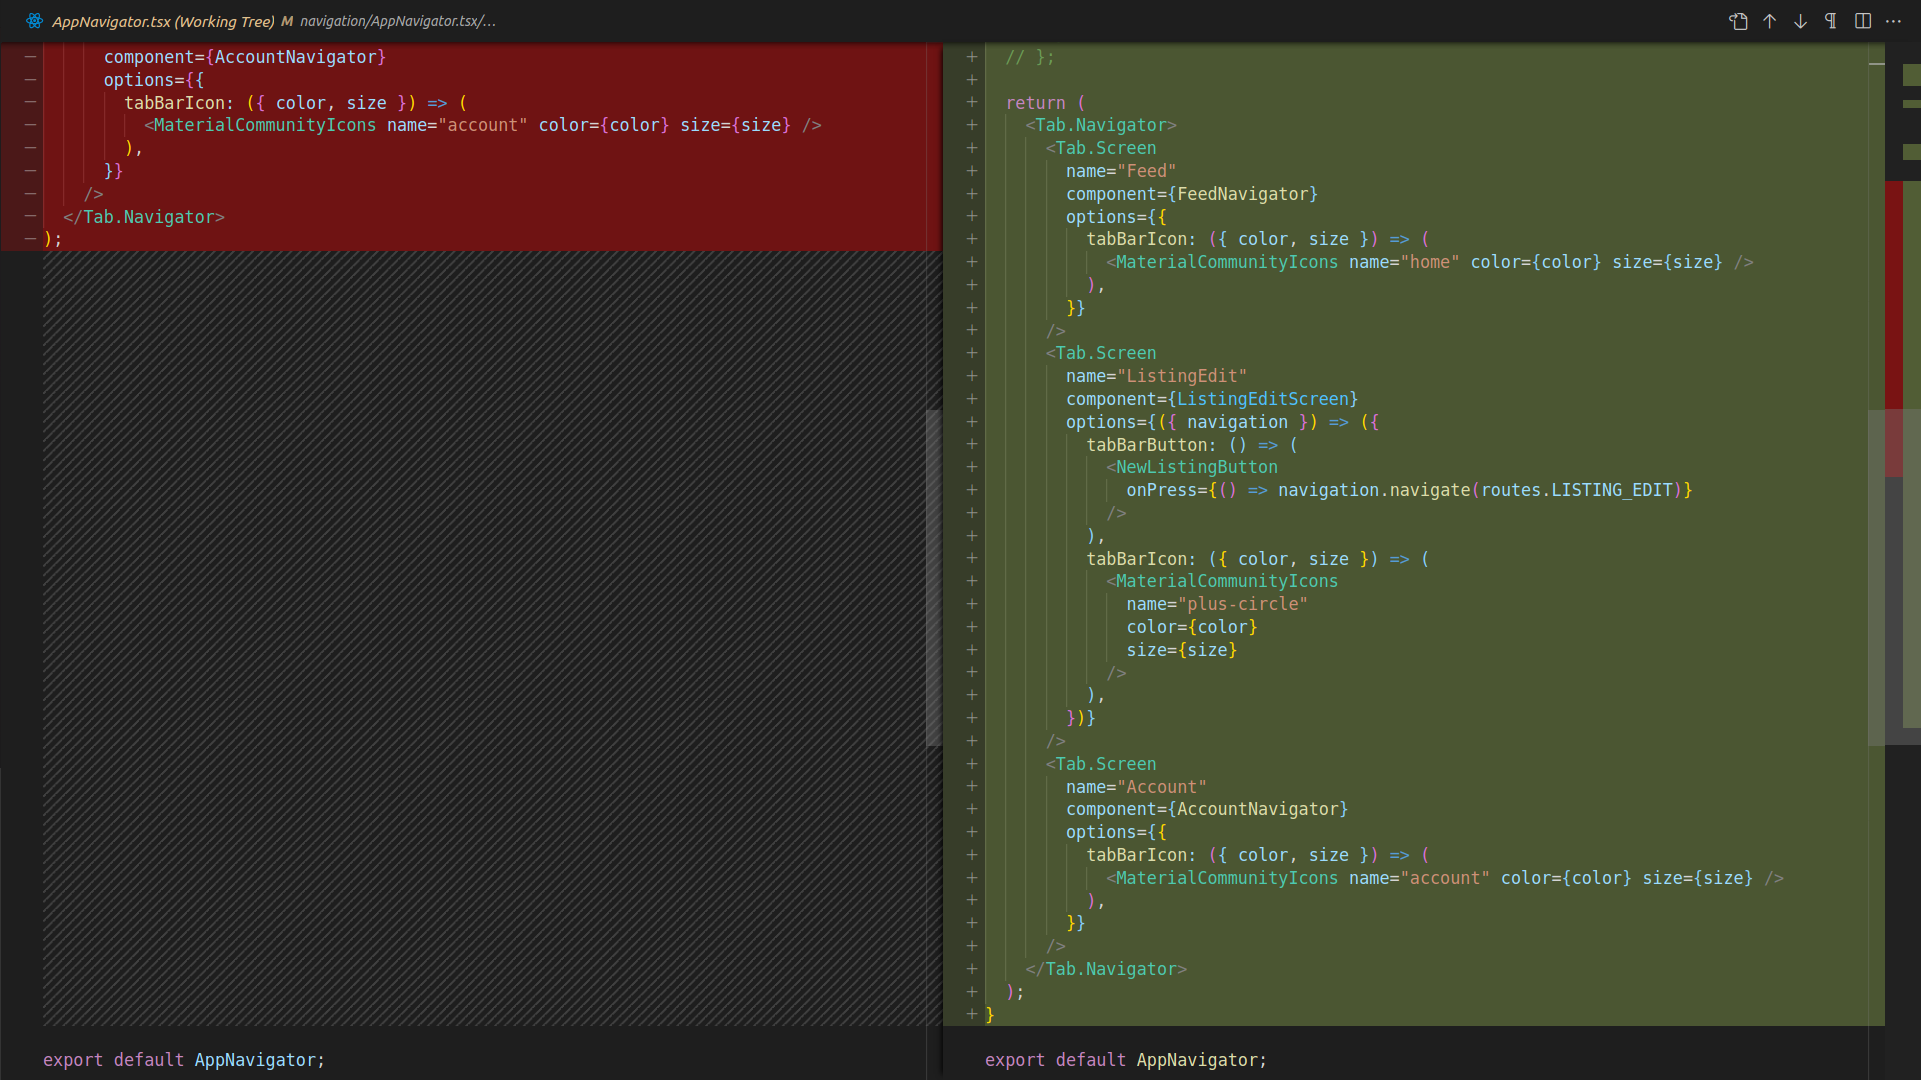 AppNavigator.tsx (Working Tree) M navigation/AppNavigator.tsx/...
component={AccountNavigator}
options={{
tabBarIcon: ({ color, size }) => (
<MaterialCommunityIcons name="account" color={color} size={size} />
),
}}
/>
</Tab.Navigator>
);
export default AppNavigator;
// };
return (
<Tab.Navigator>
<Tab.Screen
name="Feed"
component={FeedNavigator}
options={{
tabBarIcon: ({ color, size }) => (
<MaterialCommunityIcons name="home" color={color} size={size} />
),
}}
/>
<Tab.Screen
name="ListingEdit"
component={ListingEditScreen}
options={({ navigation }) => ({
tabBarButton: () => (
<NewListingButton
onPress={() => navigation.navigate(routes.LISTING_EDIT)}
/>
),
tabBarIcon: ({ color, size }) => (
<MaterialCommunityIcons
name="plus-circle"
color={color}
size={size}
/>
),
})}
/>
<Tab.Screen
name="Account"
component={AccountNavigator}
options={{
tabBarIcon: ({ color, size }) => (
<MaterialCommunityIcons name="account" color={color} size={size} />
),
}}
/>
</Tab.Navigator>
);
}
export default AppNavigator;